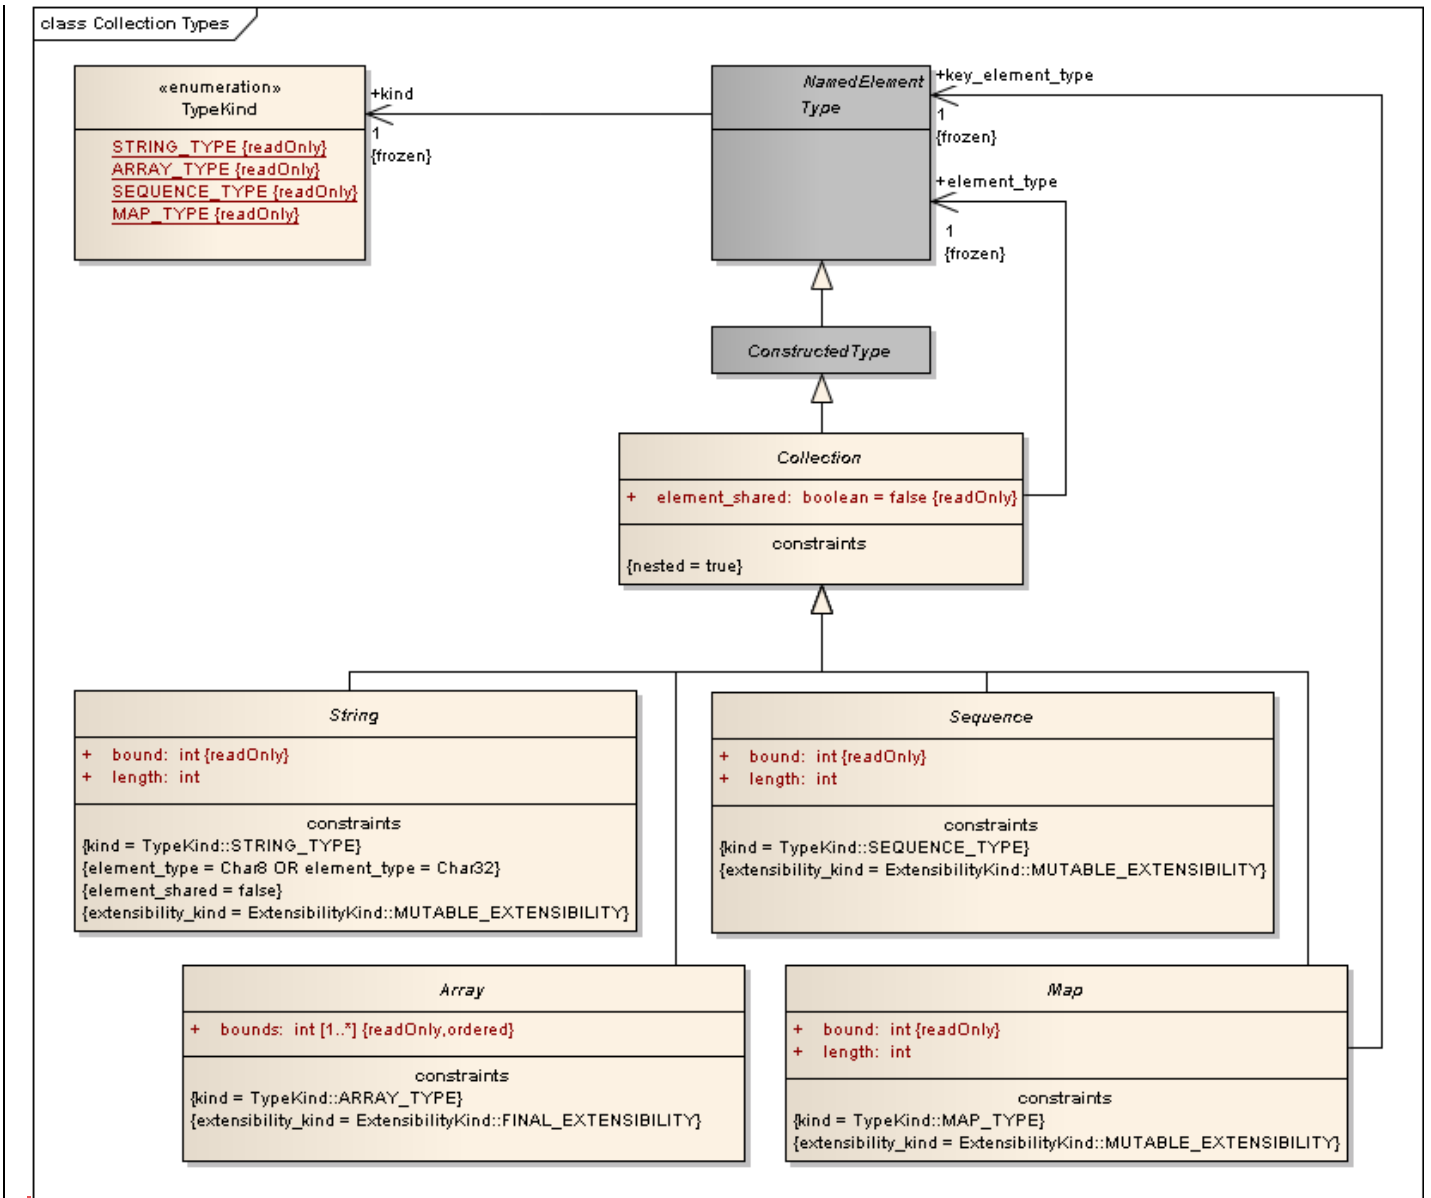 class Collection Types
«enumeration»
TypeKind
STRING_TYPE {readOnly}
ARRAY_TYPE {readOnly}
SEQUENCE_TYPE {readOnly}
MAP_TYPE {readOnly}
+kind
1
{frozen}
NamedElement
Type
+key_element_type
1
{frozen}
+element_type
1
{frozen}
ConstructedType
Collection
+ element_shared: boolean = false {readOnly}
constraints
{nested = true}
String
+ bound: int {readOnly}
+ length: int
constraints
{kind = TypeKind::STRING_TYPE}
{element_type = Char8 OR element_type = Char32}
{element_shared = false}
{extensibility_kind = ExtensibilityKind::MUTABLE_EXTENSIBILITY}
Sequence
+ bound: int {readOnly}
+ length: int
constraints
{kind = TypeKind::SEQUENCE_TYPE}
{extensibility_kind = ExtensibilityKind::MUTABLE_EXTENSIBILITY}
Array
+ bounds: int [1..*] {readOnly,ordered}
constraints
{kind = TypeKind::ARRAY_TYPE}
{extensibility_kind = ExtensibilityKind::FINAL_EXTENSIBILITY}
Map
+ bound: int {readOnly}
+ length: int
constraints
{kind = TypeKind::MAP_TYPE}
{extensibility_kind = ExtensibilityKind::MUTABLE_EXTENSIBILITY}